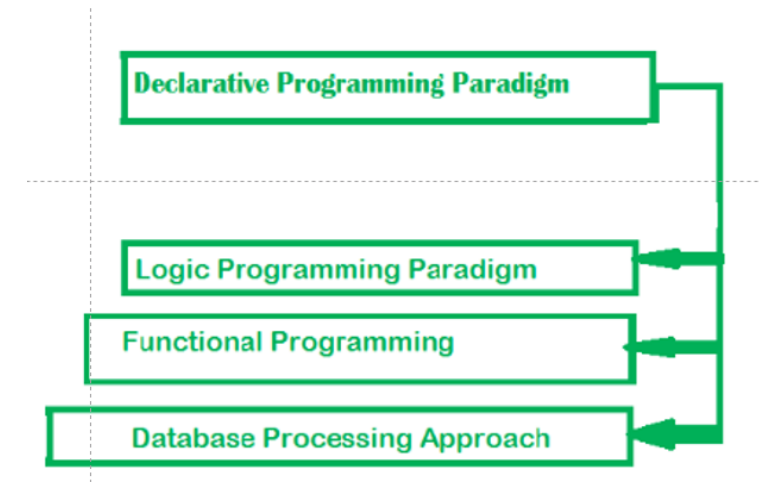 Declarative Programming Paradigm
Logic Programming Paradigm
Functional Programming
Database Processing Approach